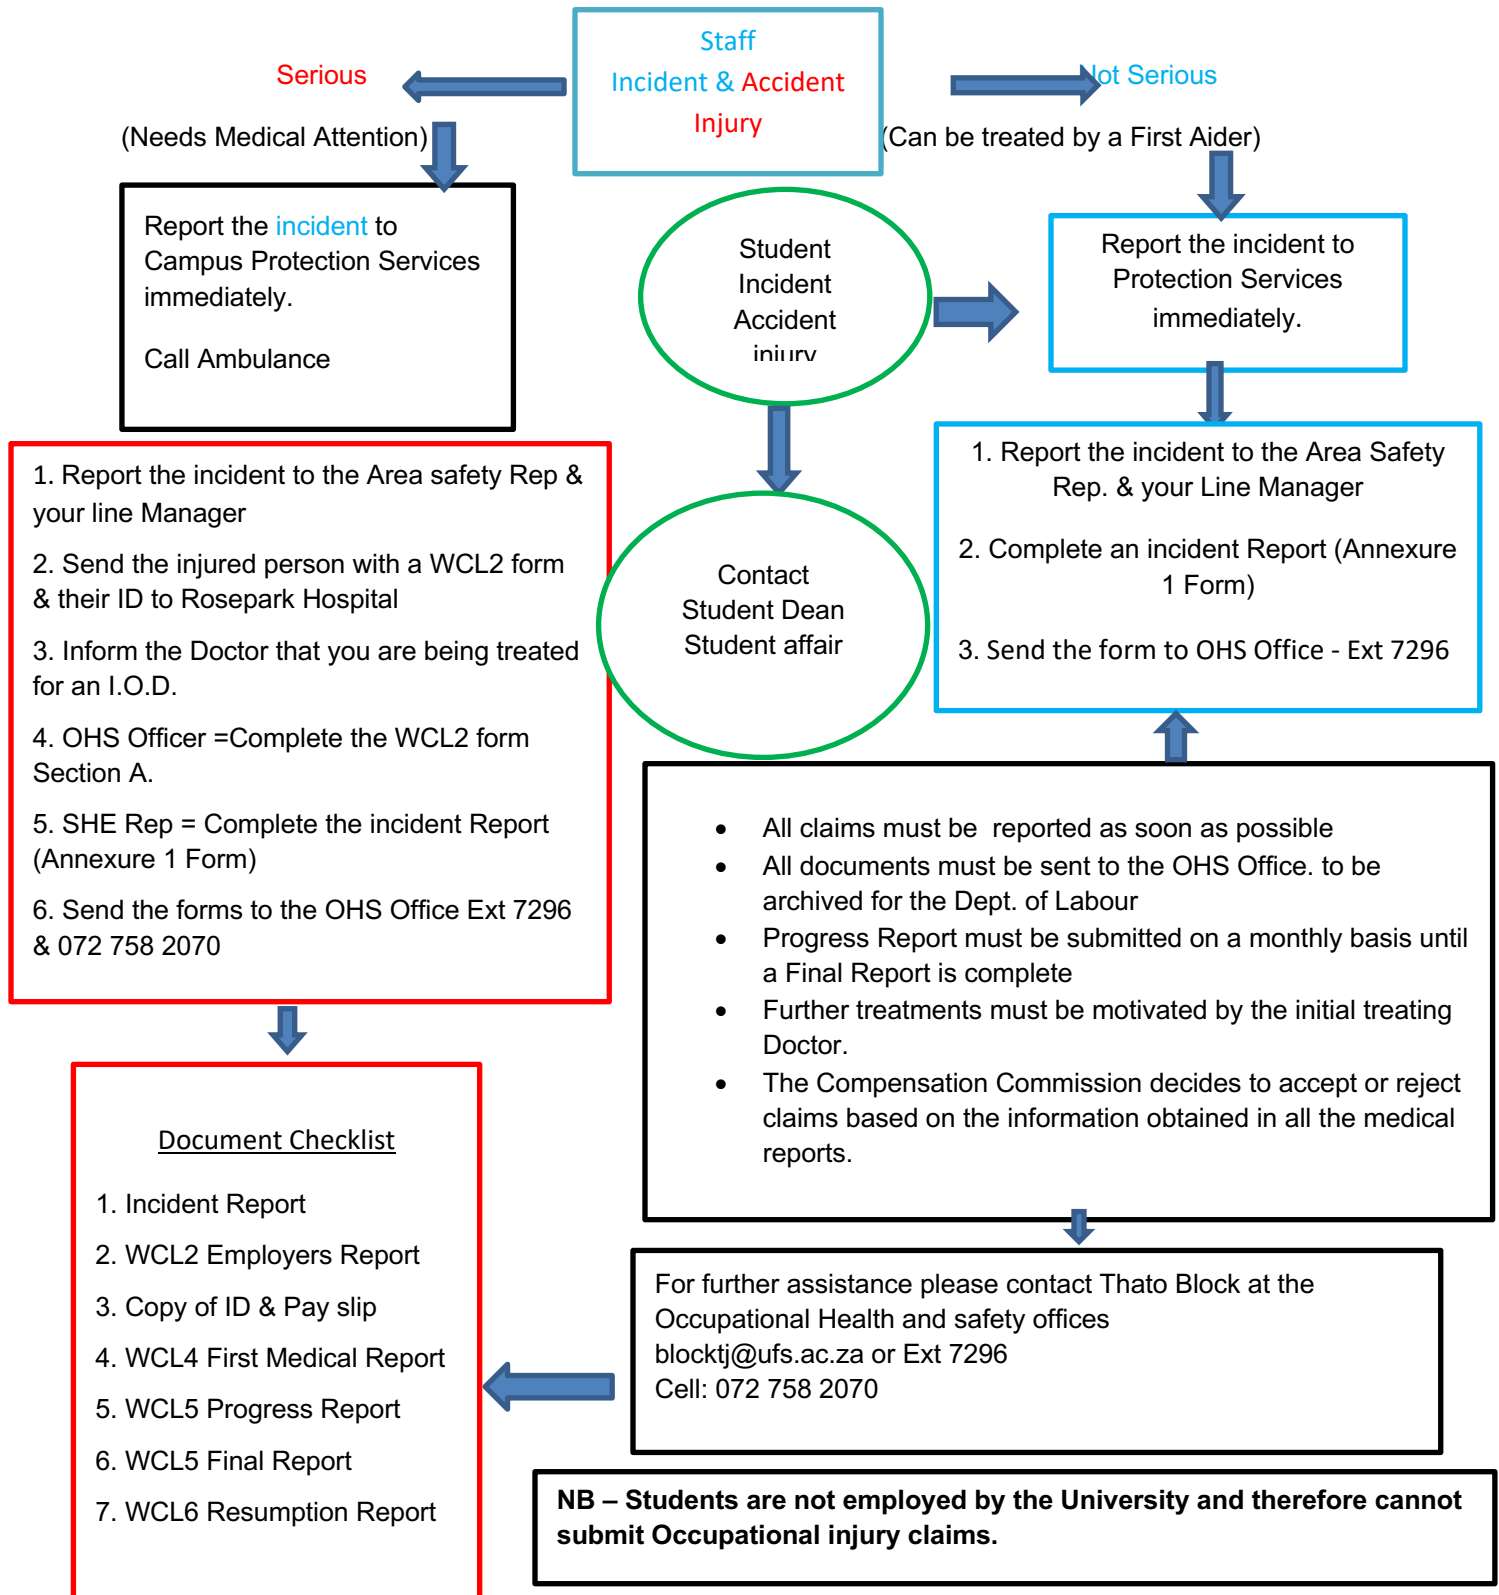 Staff
Incident & Accident
Injury
Serious
Not Serious
(Needs Medical Attention)
(Can be treated by a First Aider)
Report the incident to
Campus Protection Services
immediately.
Call Ambulance
Student
Incident
Accident
injury
Report the incident to
Protection Services
immediately.
1. Report the incident to the Area safety Rep &
your line Manager
2. Send the injured person with a WCL2 form
& their ID to Rosepark Hospital
3. Inform the Doctor that you are being treated
for an I.O.D.
4. OHS Officer =Complete the WCL2 form
Section A.
5. SHE Rep = Complete the incident Report
(Annexure 1 Form)
6. Send the forms to the OHS Office Ext 7296
& 072 758 2070
Contact
Student Dean
Student affair
1. Report the incident to the Area Safety
Rep. & your Line Manager
2. Complete an incident Report (Annexure
1 Form)
3. Send the form to OHS Office - Ext 7296
• All claims must be reported as soon as possible
• All documents must be sent to the OHS Office. to be
archived for the Dept. of Labour
• Progress Report must be submitted on a monthly basis until
a Final Report is complete
• Further treatments must be motivated by the initial treating
Doctor.
• The Compensation Commission decides to accept or reject
claims based on the information obtained in all the medical
reports.
Document Checklist
1. Incident Report
2. WCL2 Employers Report
3. Copy of ID & Pay slip
4. WCL4 First Medical Report
5. WCL5 Progress Report
6. WCL5 Final Report
7. WCL6 Resumption Report
For further assistance please contact Thato Block at the
Occupational Health and safety offices
blocktj@ufs.ac.za or Ext 7296
Cell: 072 758 2070
NB – Students are not employed by the University and therefore cannot
submit Occupational injury claims.